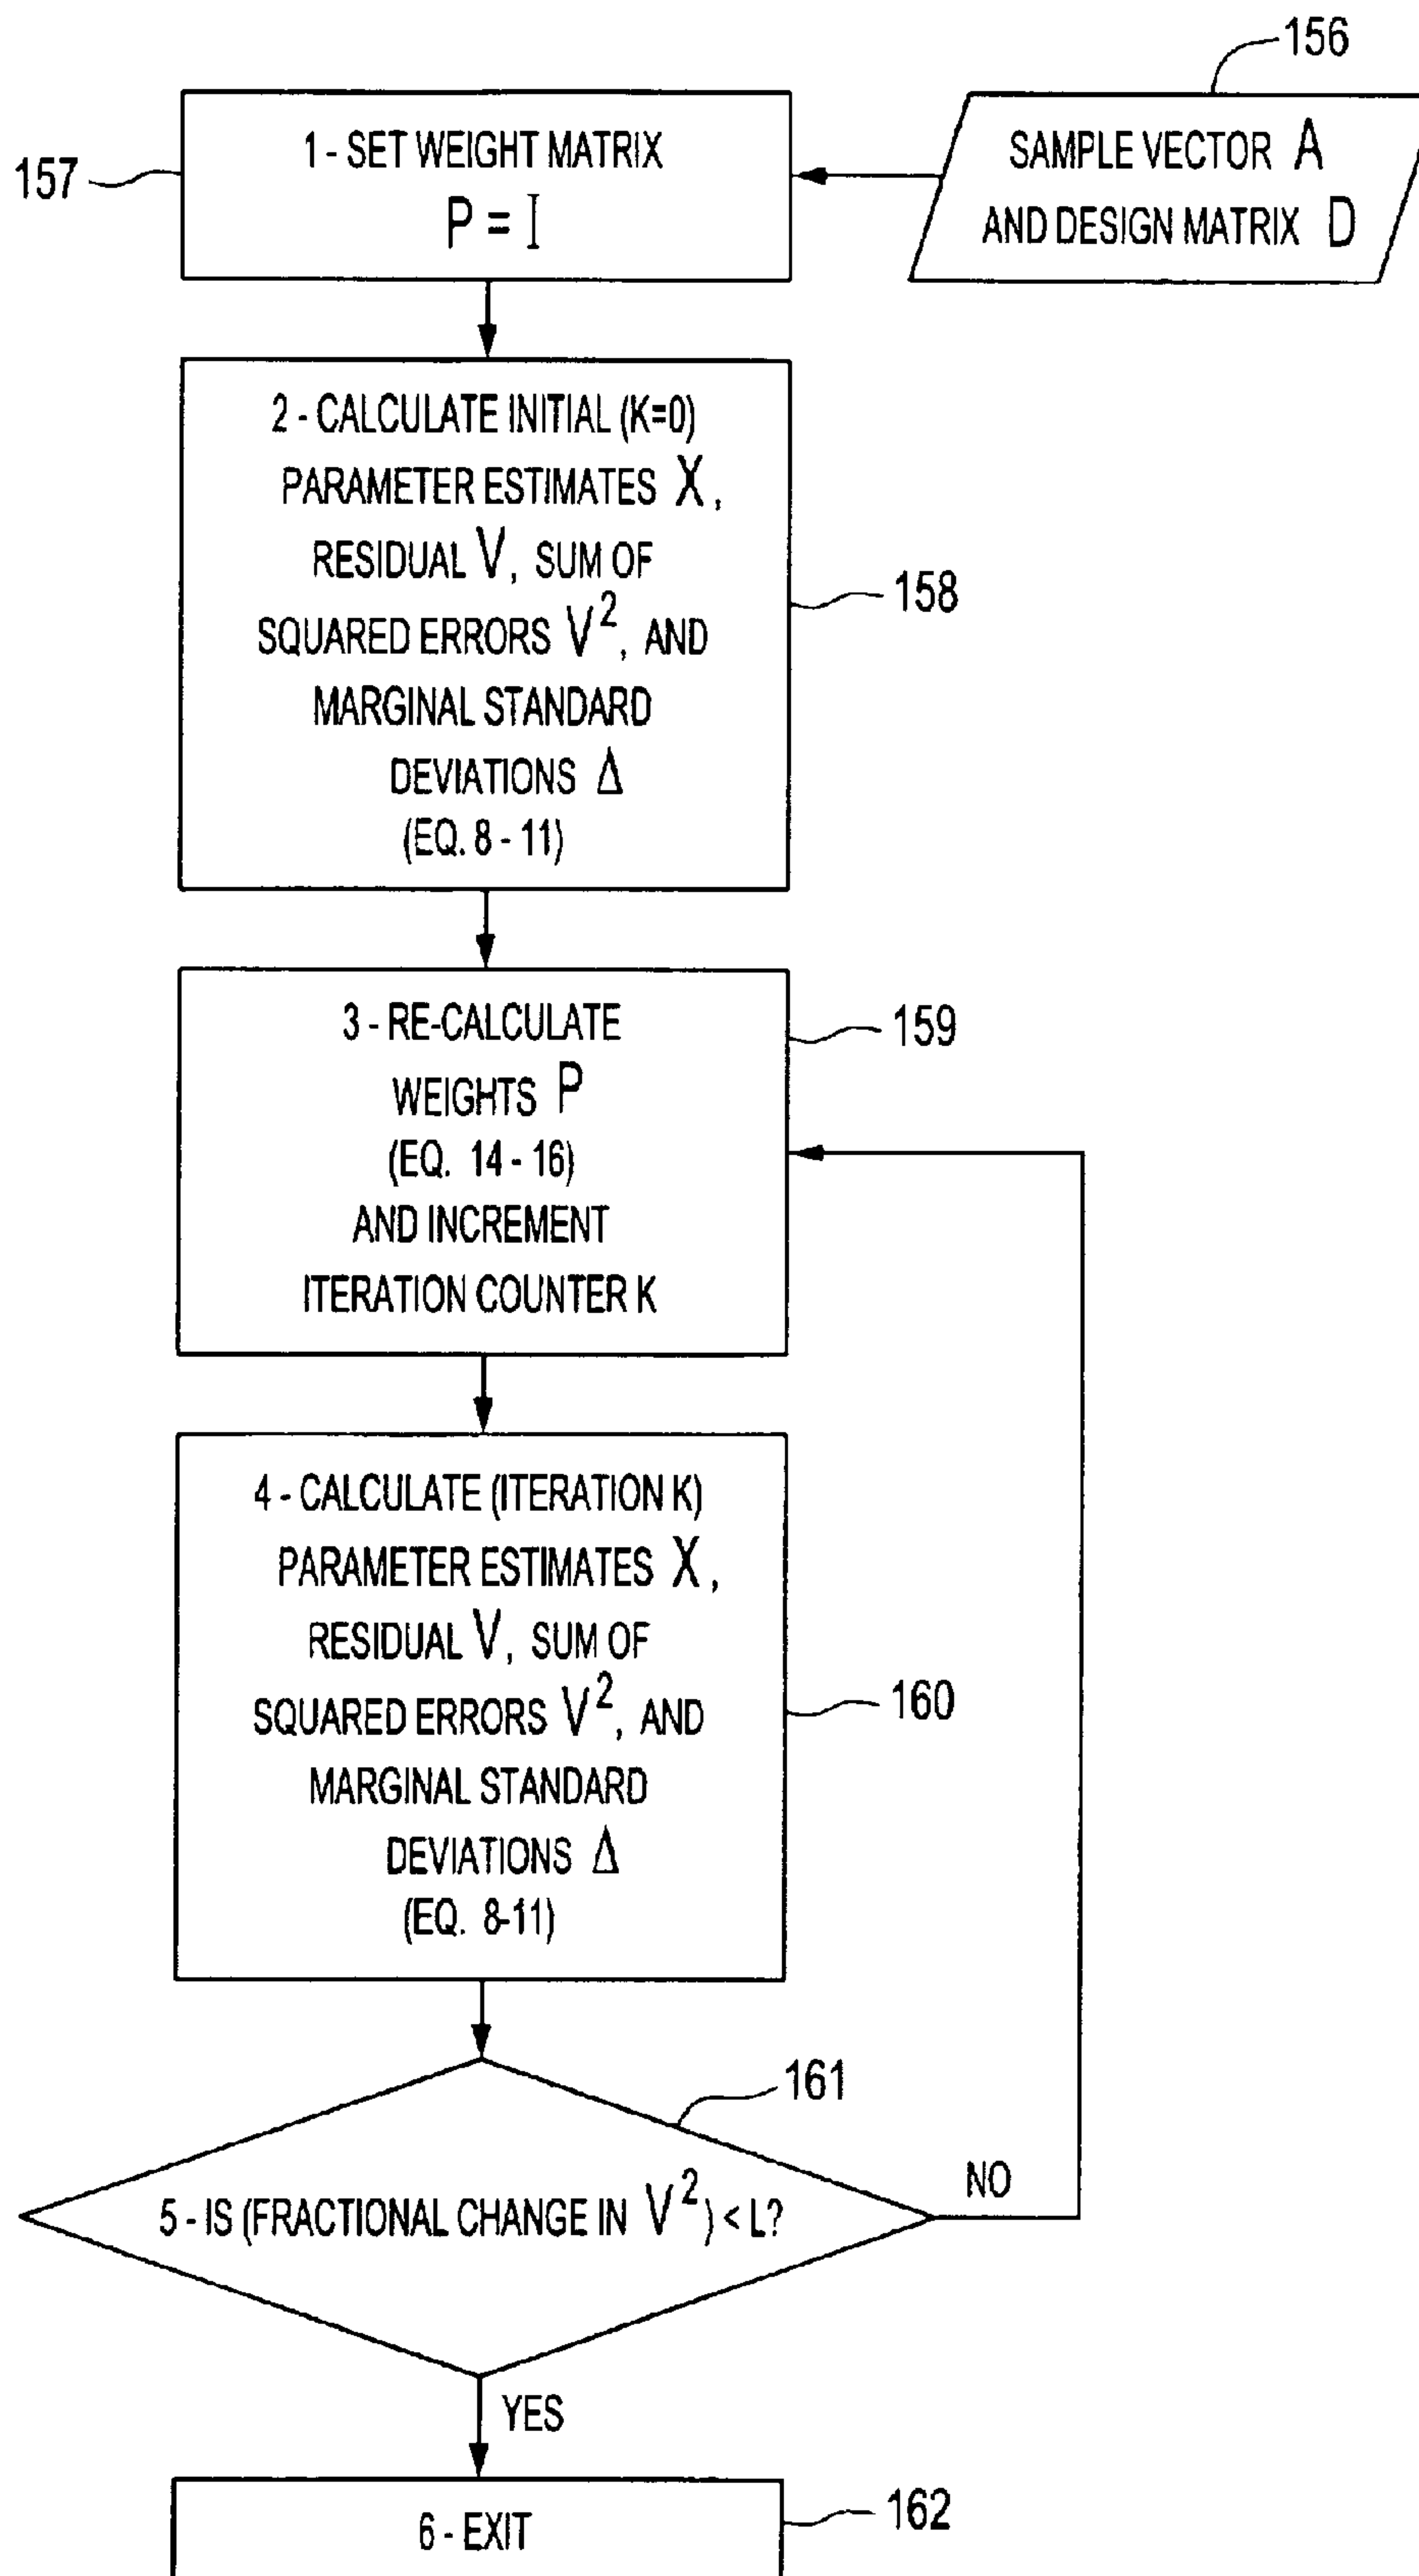 156
SAMPLE VECTOR A
AND DESIGN MATRIX D
157
1 - SET WEIGHT MATRIX
P = I
2 - CALCULATE INITIAL (K=0)
PARAMETER ESTIMATES X,
RESIDUAL V, SUM OF
SQUARED ERRORS V², AND
MARGINAL STANDARD
DEVIATIONS Δ
(EQ. 8 - 11)
158
3 - RE-CALCULATE
WEIGHTS P
(EQ. 14 - 16)
AND INCREMENT
ITERATION COUNTER K
159
4 - CALCULATE (ITERATION K)
PARAMETER ESTIMATES X,
RESIDUAL V, SUM OF
SQUARED ERRORS V², AND
MARGINAL STANDARD
DEVIATIONS Δ
(EQ. 8-11)
160
161
5 - IS (FRACTIONAL CHANGE IN V²) < L?
NO
YES
6 - EXIT
162